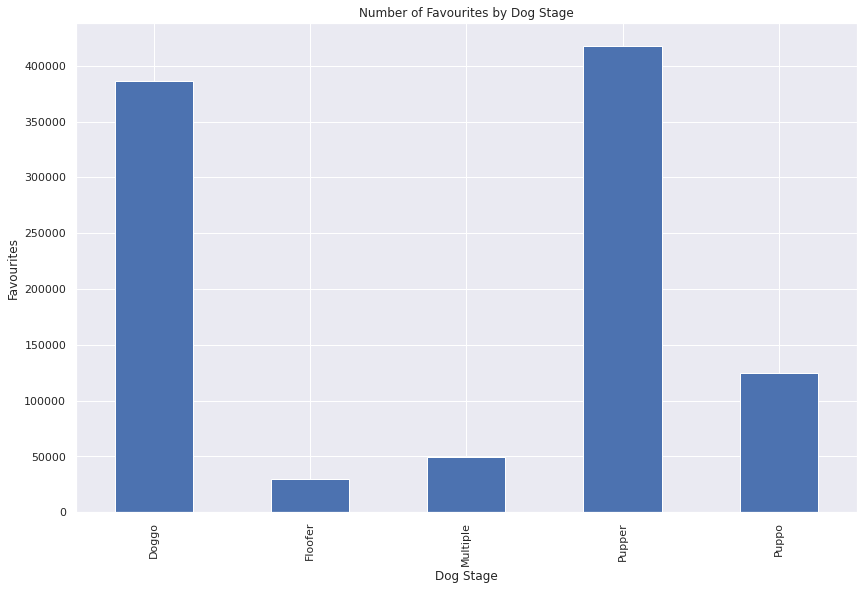 Number of Favourites by Dog Stage
Favourites
400000
350000
300000
250000
200000
150000
100000
50000
0
Doggo
Floofer
Multiple
Pupper
Puppo
Dog Stage